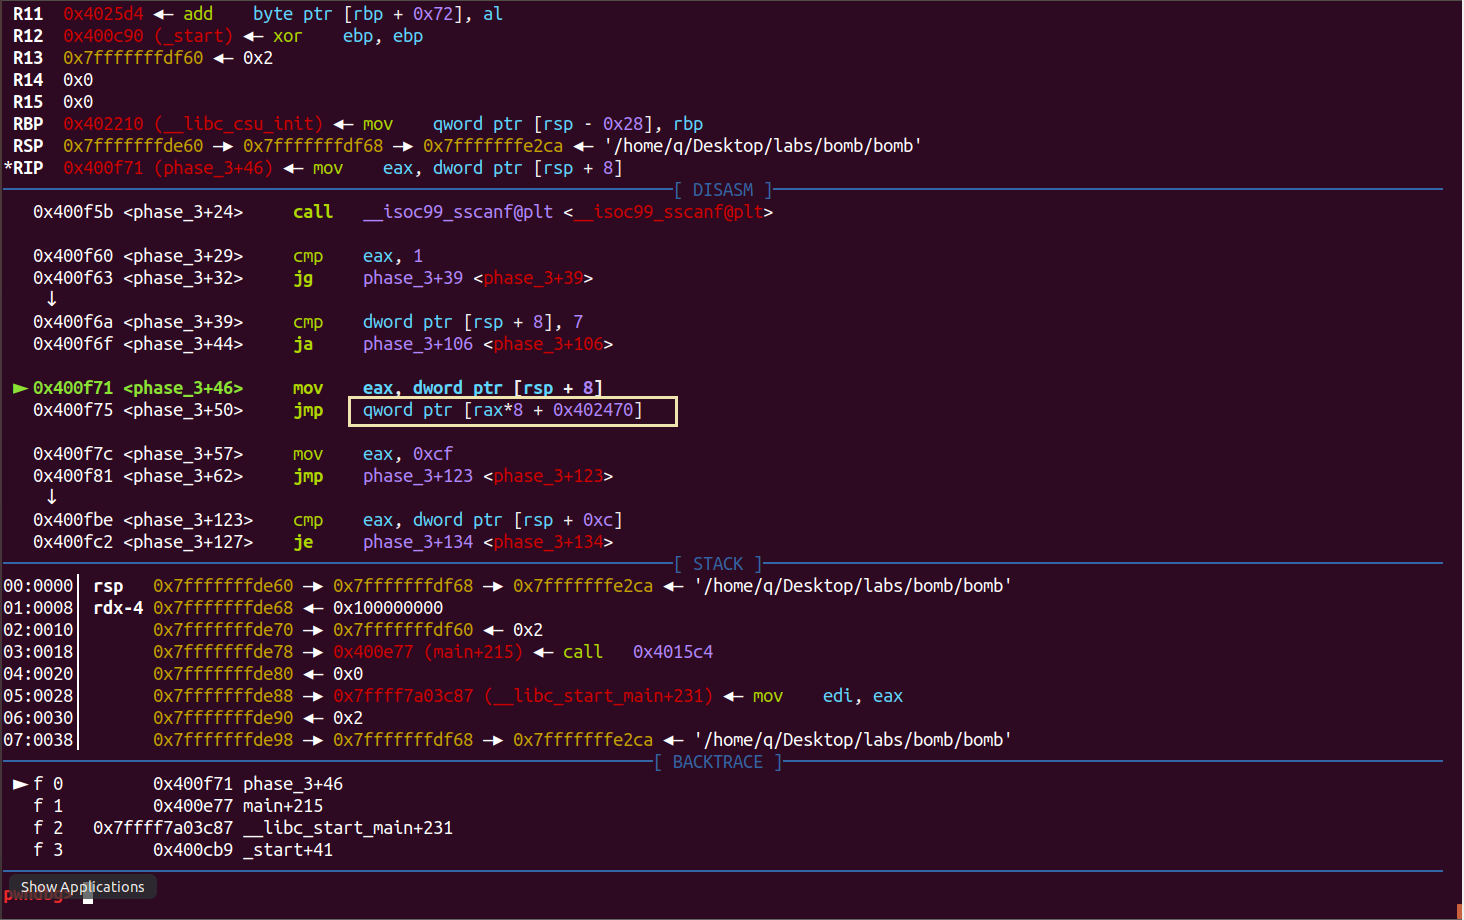 R11  0x4025d4 ◂— add    byte ptr [rbp + 0x72], al
R12  0x400c90 (_start) ◂— xor    ebp, ebp
R13  0x7fffffffdf60 ◂— 0x2
R14  0x0
R15  0x0
RBP  0x402210 (__libc_csu_init) ◂— mov    qword ptr [rsp - 0x28], rbp
RSP  0x7fffffffde60 —▸ 0x7fffffffdf68 —▸ 0x7fffffffe2ca ◂— '/home/q/Desktop/labs/bomb/bomb'
*RIP  0x400f71 (phase_3+46) ◂— mov    eax, dword ptr [rsp + 8]
[ DISASM ]
0x400f5b <phase_3+24>     call   __isoc99_sscanf@plt <__isoc99_sscanf@plt>
0x400f60 <phase_3+29>     cmp    eax, 1
0x400f63 <phase_3+32>     jg     phase_3+39 <phase_3+39>
↓
0x400f6a <phase_3+39>     cmp    dword ptr [rsp + 8], 7
0x400f6f <phase_3+44>     ja     phase_3+106 <phase_3+106>
► 0x400f71 <phase_3+46>     mov    eax, dword ptr [rsp + 8]
0x400f75 <phase_3+50>     jmp    qword ptr [rax*8 + 0x402470]
0x400f7c <phase_3+57>     mov    eax, 0xcf
0x400f81 <phase_3+62>     jmp    phase_3+123 <phase_3+123>
↓
0x400fbe <phase_3+123>    cmp    eax, dword ptr [rsp + 0xc]
0x400fc2 <phase_3+127>    je     phase_3+134 <phase_3+134>
[ STACK ]
00:0000│ rsp   0x7fffffffde60 —▸ 0x7fffffffdf68 —▸ 0x7fffffffe2ca ◂— '/home/q/Desktop/labs/bomb/bomb'
01:0008│ rdx-4 0x7fffffffde68 ◂— 0x100000000
02:0010│       0x7fffffffde70 —▸ 0x7fffffffdf60 ◂— 0x2
03:0018│       0x7fffffffde78 —▸ 0x400e77 (main+215) ◂— call   0x4015c4
04:0020│       0x7fffffffde80 ◂— 0x0
05:0028│       0x7fffffffde88 —▸ 0x7ffff7a03c87 (__libc_start_main+231) ◂— mov    edi, eax
06:0030│       0x7fffffffde90 ◂— 0x2
07:0038│       0x7fffffffde98 —▸ 0x7fffffffdf68 —▸ 0x7fffffffe2ca ◂— '/home/q/Desktop/labs/bomb/bomb'
[ BACKTRACE ]
► f 0         0x400f71 phase_3+46
f 1         0x400e77 main+215
f 2   0x7ffff7a03c87 __libc_start_main+231
f 3         0x400cb9 _start+41
Show Applications
pwndbg>